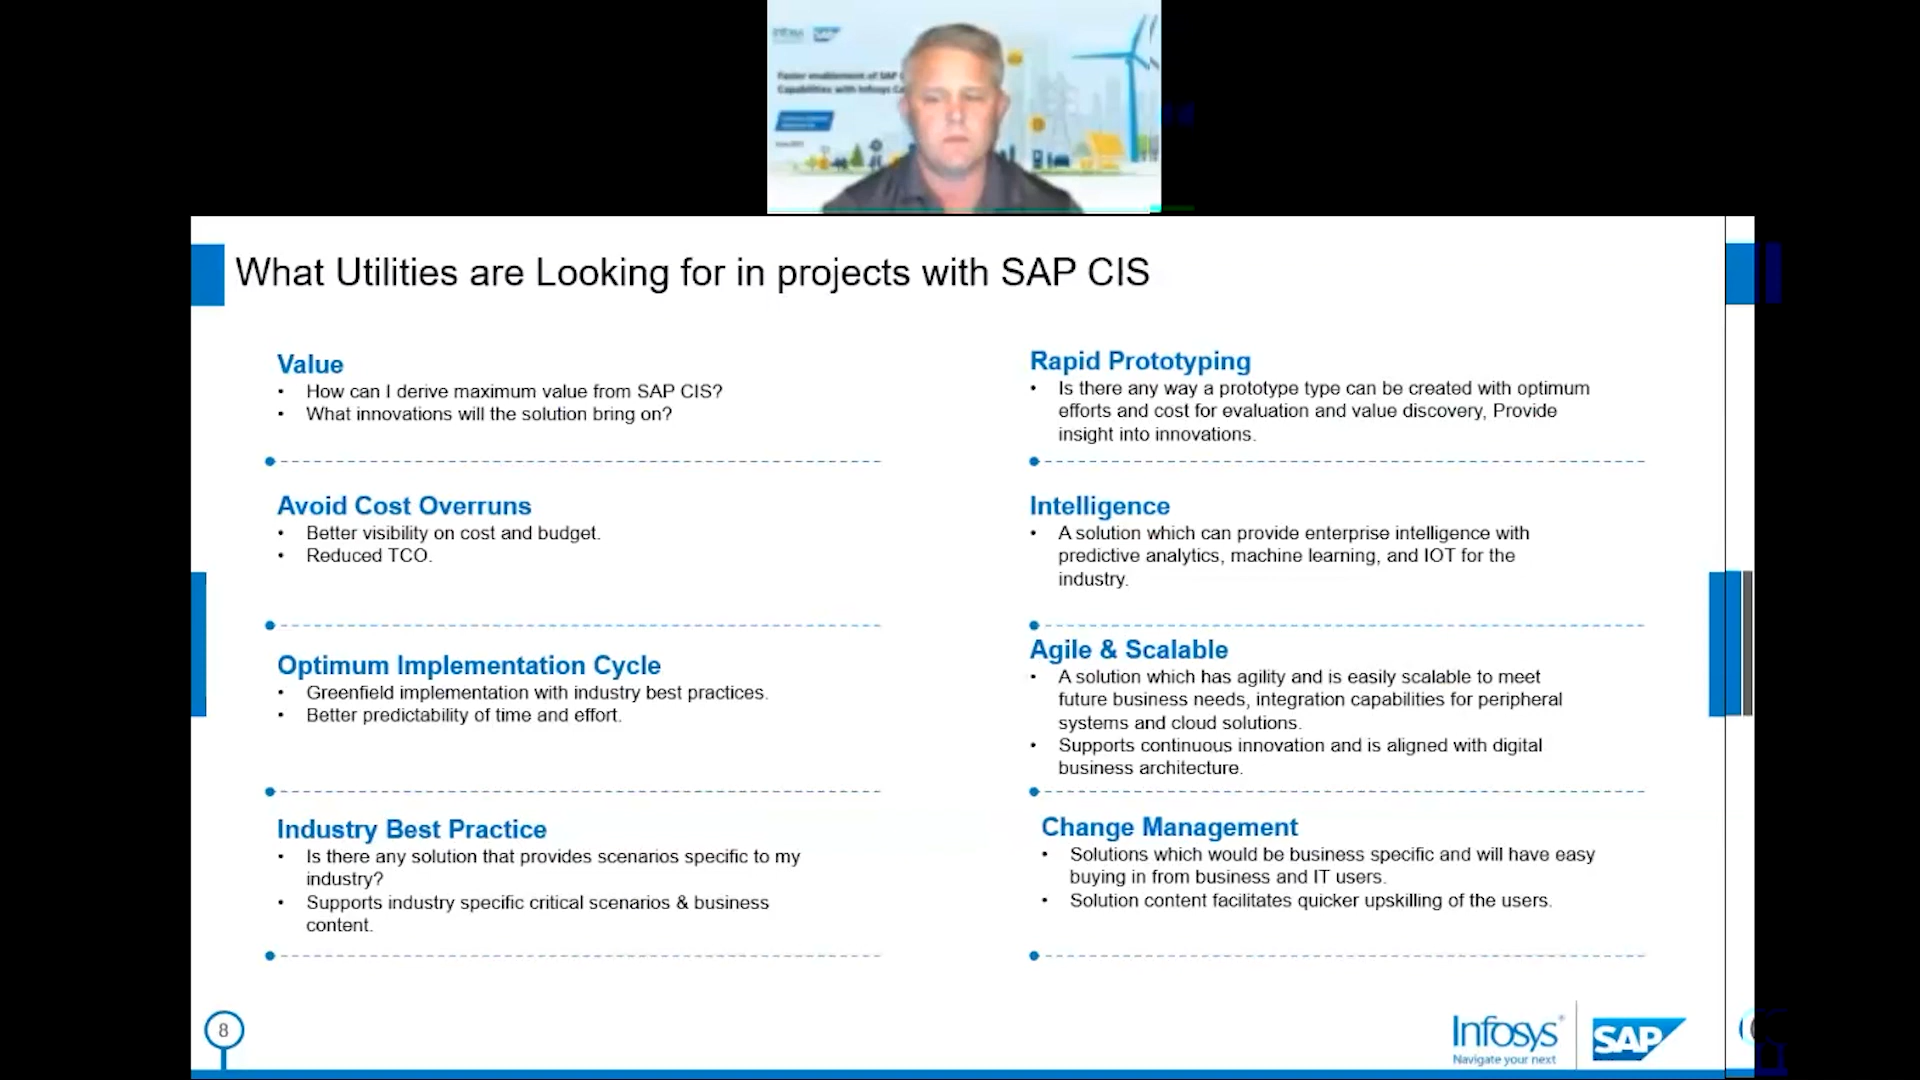 Infosys SAP
Faster enablement of SAP
Capabilities with Infosys
What Utilities are Looking for in projects with SAP CIS
Value
• How can I derive maximum value from SAP CIS?
• What innovations will the solution bring on?
Avoid Cost Overruns
• Better visibility on cost and budget.
• Reduced TCO.
Optimum Implementation Cycle
• Greenfield implementation with industry best practices.
• Better predictability of time and effort.
Industry Best Practice
• Is there any solution that provides scenarios specific to my
industry?
• Supports industry specific critical scenarios & business
content.
Rapid Prototyping
• Is there any way a prototype type can be created with optimum
efforts and cost for evaluation and value discovery, Provide
insight into innovations.
Intelligence
• A solution which can provide enterprise intelligence with
predictive analytics, machine learning, and IOT for the
industry.
Agile & Scalable
• A solution which has agility and is easily scalable to meet
future business needs, integration capabilities for peripheral
systems and cloud solutions.
• Supports continuous innovation and is aligned with digital
business architecture.
Change Management
• Solutions which would be business specific and will have easy
buying in from business and IT users.
• Solution content facilitates quicker upskilling of the users.
8
Infosys® SAP
Navigate your next